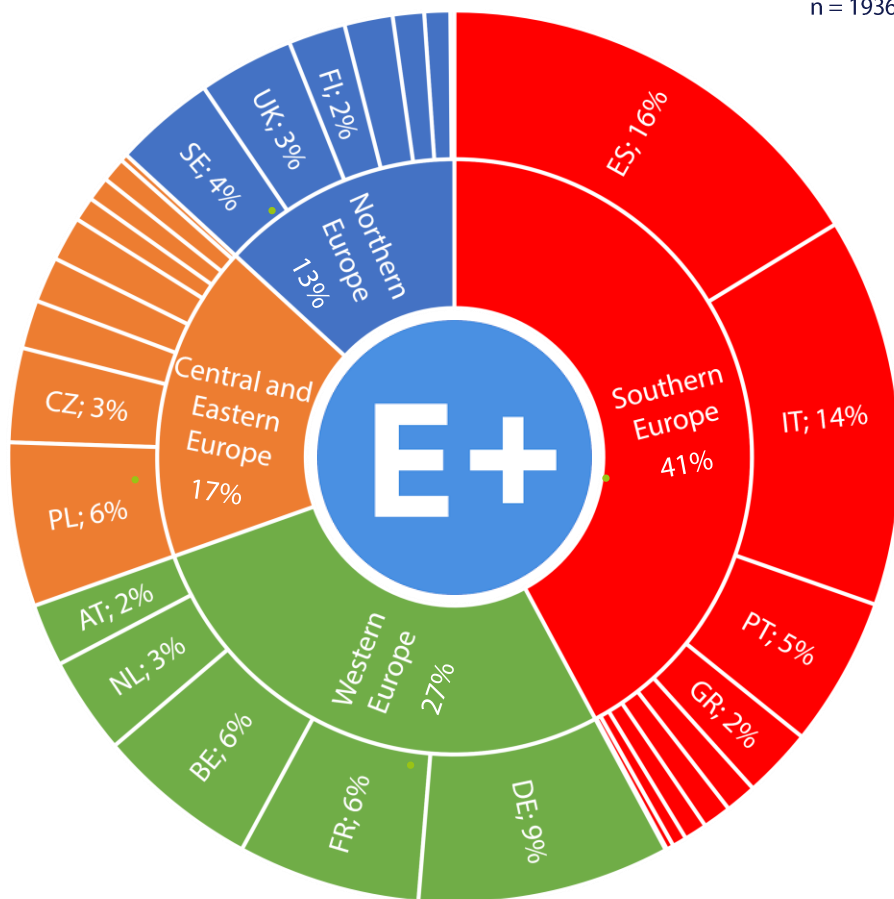 n = 1936
ES; 16%
IT; 14%
PT; 5%
GR; 2%
Southern
Europe
41%
DE; 9%
FR; 6%
BE; 6%
NL; 3%
AT; 2%
Western
Europe
27%
PL; 6%
CZ; 3%
Central and
Eastern
Europe
17%
SE; 4%
UK; 3%
FI; 2%
Northern
Europe
13%
E+